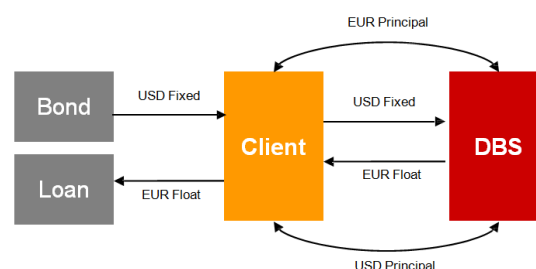 EUR Principal
Bond
USD Fixed
Client
USD Fixed
DBS
Loan
EUR Float
EUR Float
USD Principal